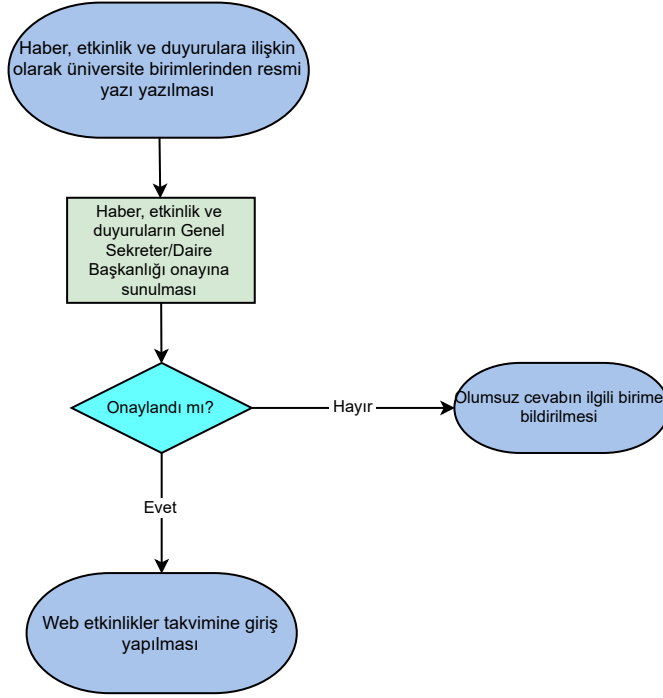 Haber, etkinlik ve duyurulara ilişkin
olarak üniversite birimlerinden resmi
yazı yazılması
Haber, etkinlik ve
duyuruların Genel
Sekreter/Daire
Başkanlığı onayına
sunulması
Onaylandı mı?
Hayır
Olumsuz cevabın ilgili birime
bildirilmesi
Evet
Web etkinlikler takvimine giriş
yapılması